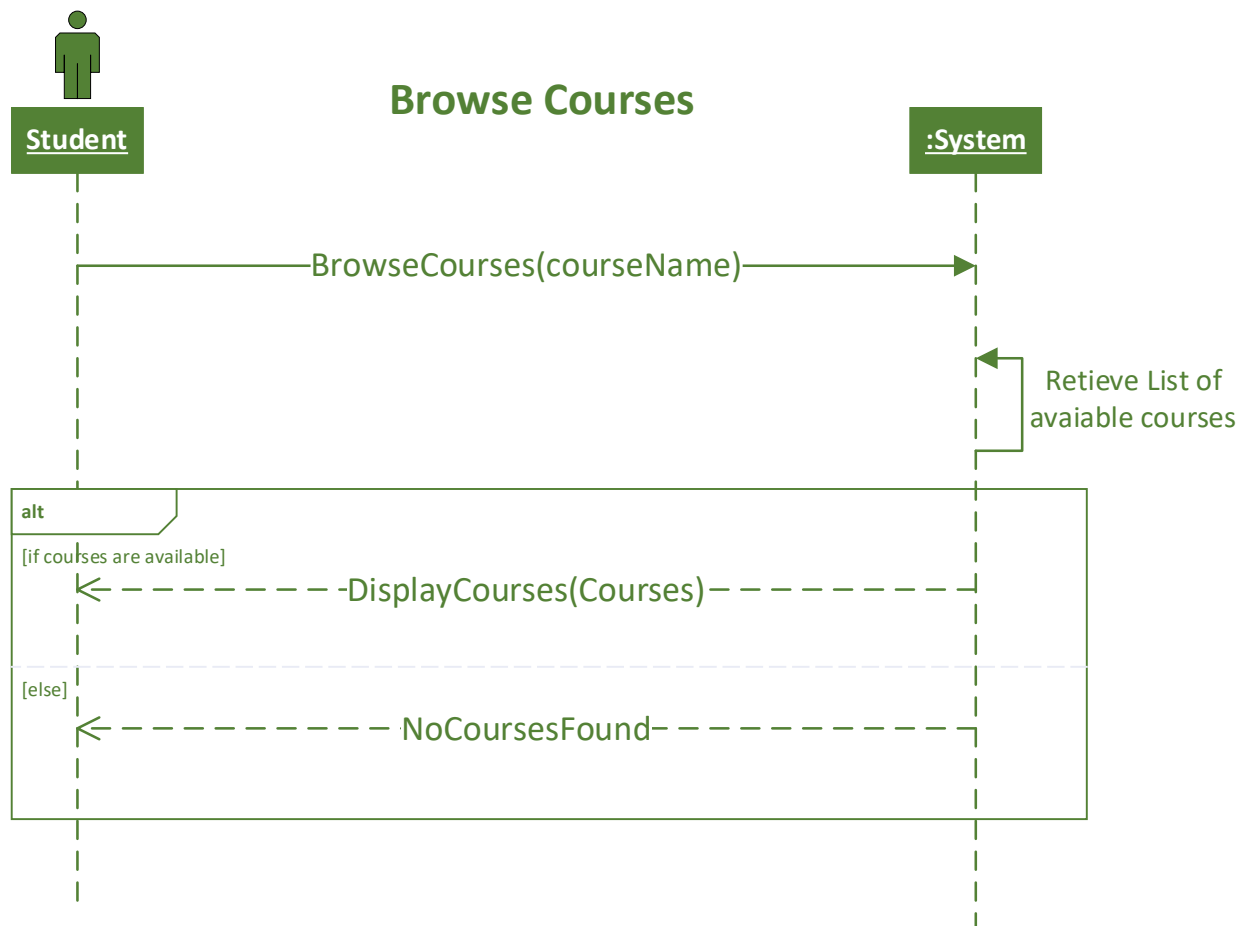 Browse Courses
Student
:System
BrowseCourses(courseName)
Retieve List of
avaiable courses
alt
[if courses are available]
DisplayCourses(Courses)
[else]
NoCoursesFound